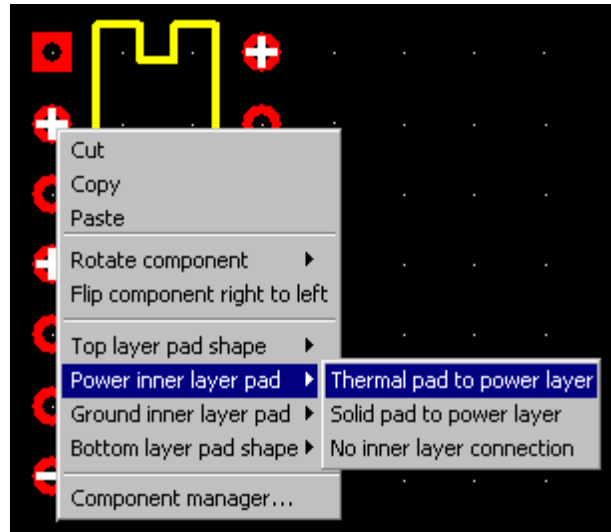 Cut
Copy
Paste
Rotate component
Flip component right to left
Top layer pad shape
Power inner layer pad
Thermal pad to power layer
Ground inner layer pad
Solid pad to power layer
Bottom layer pad shape
No inner layer connection
Component manager...